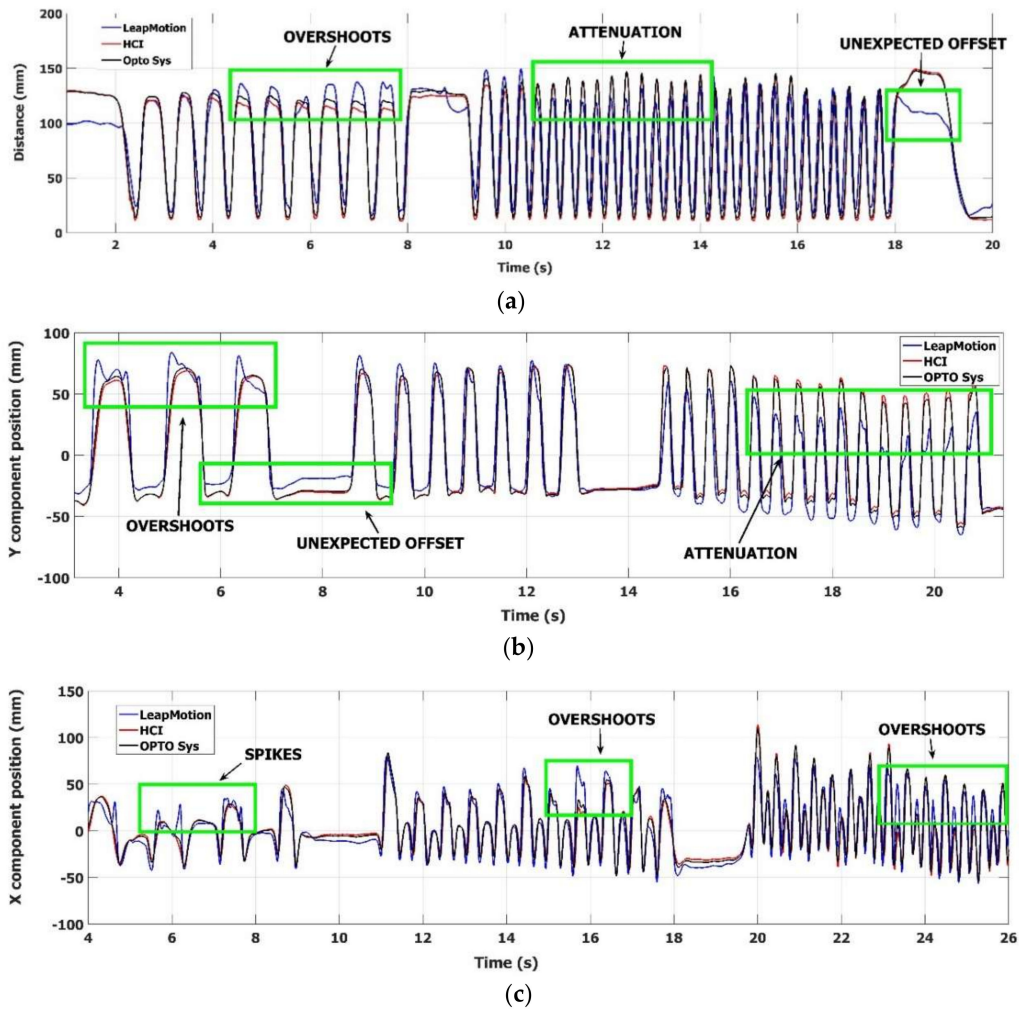 200
150
100
50
0
Distance (mm)
LeapMotion
HCI
Opto Sys
OVERSHOOTS
ATTENUATION
UNEXPECTED OFFSET
2 4 6 8 10 12 14 16 18 20
Time (s)
(a)
100
50
0
-50
-100
Y component position (mm)
LeapMotion
HCI
OPTO Sys
OVERSHOOTS
UNEXPECTED OFFSET
ATTENUATION
4 6 8 10 12 14 16 18 20
Time (s)
(b)
150
100
50
0
-50
-100
X component position (mm)
LeapMotion
HCI
OPTO Sys
SPIKES
OVERSHOOTS
OVERSHOOTS
4 6 8 10 12 14 16 18 20 22 24 26
Time (s)
(c)